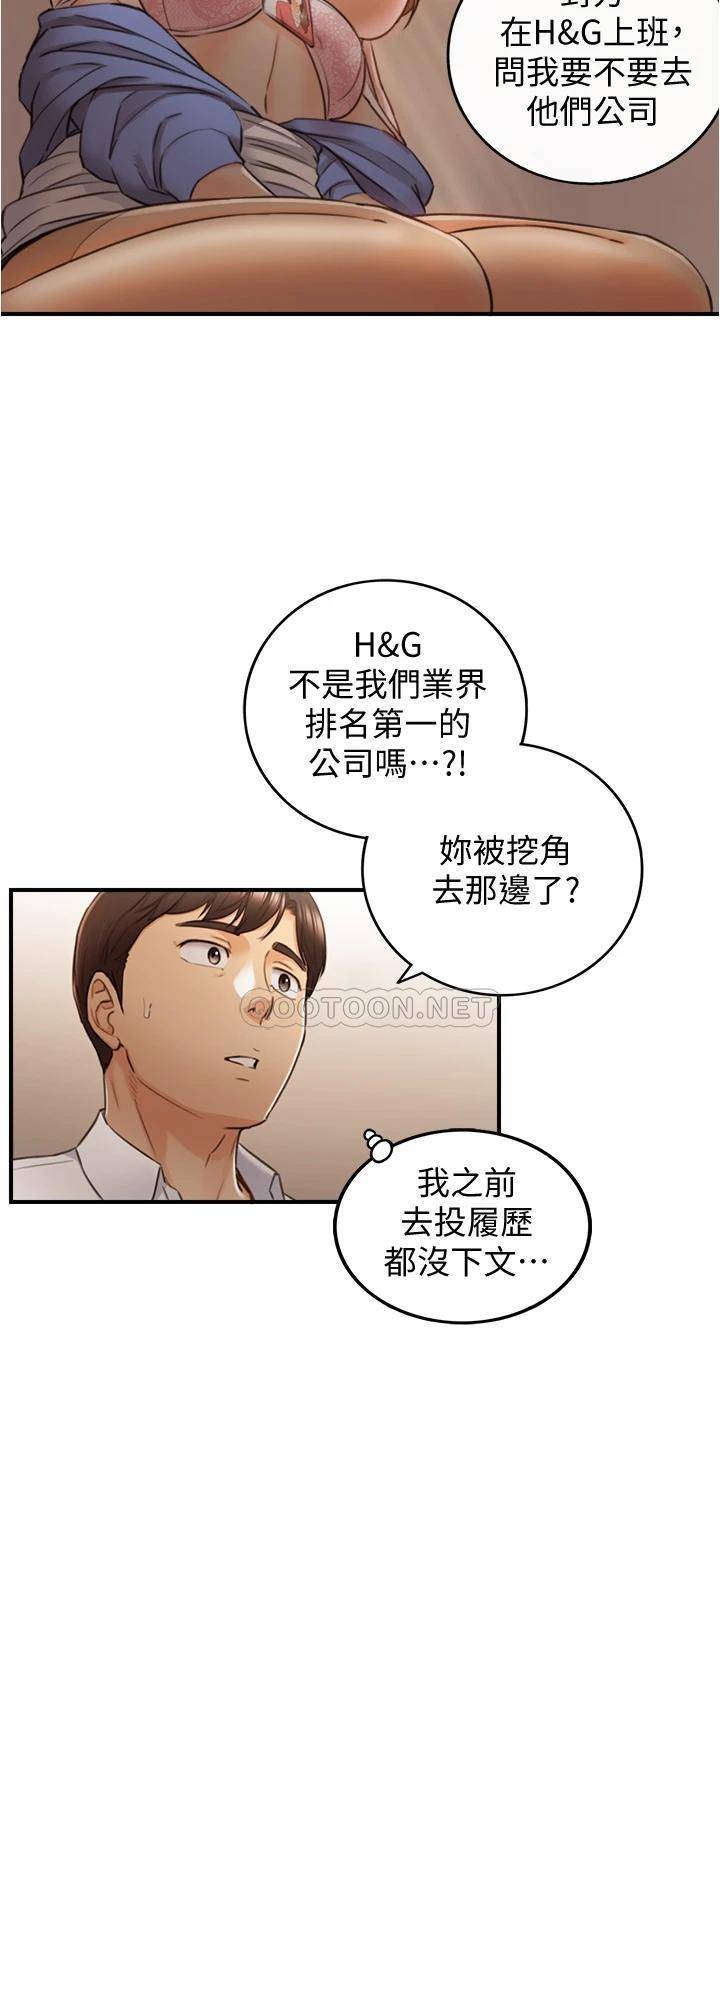 在H&G上班，
問我要不要去
他們公司
H&G
不是我們業界
排名第一的
公司嗎…?!
妳被挖角
去那邊了?
QOOTOON.NET
我之前
去投履歷
都沒下文…